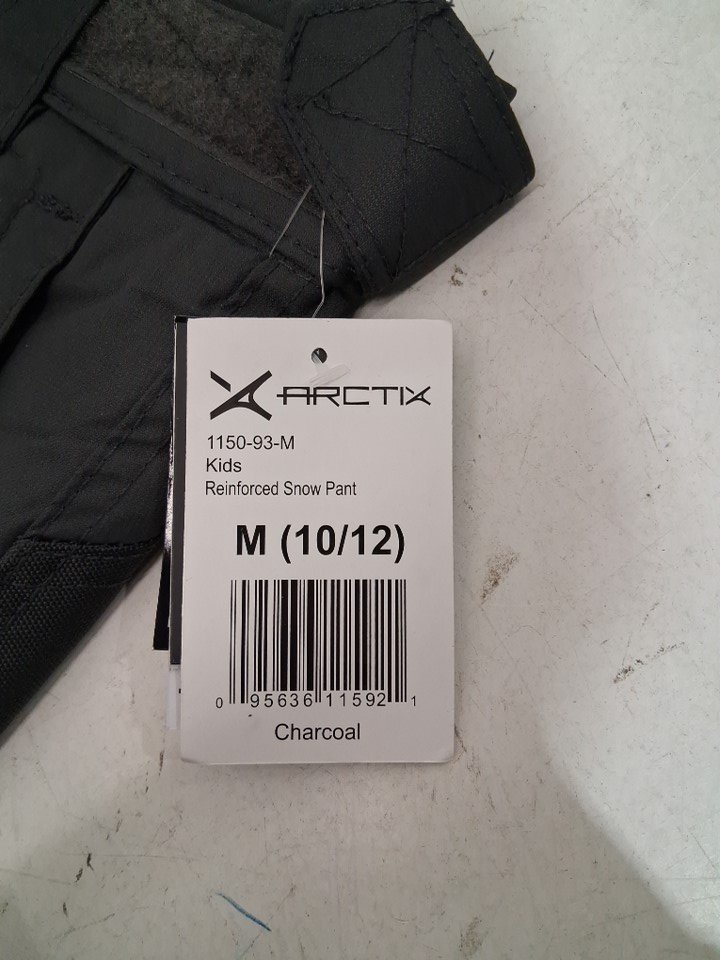 ARCTIX
1150-93-M
Kids
Reinforced Snow Pant
M (10/12)
0 95636 11592 1
Charcoal